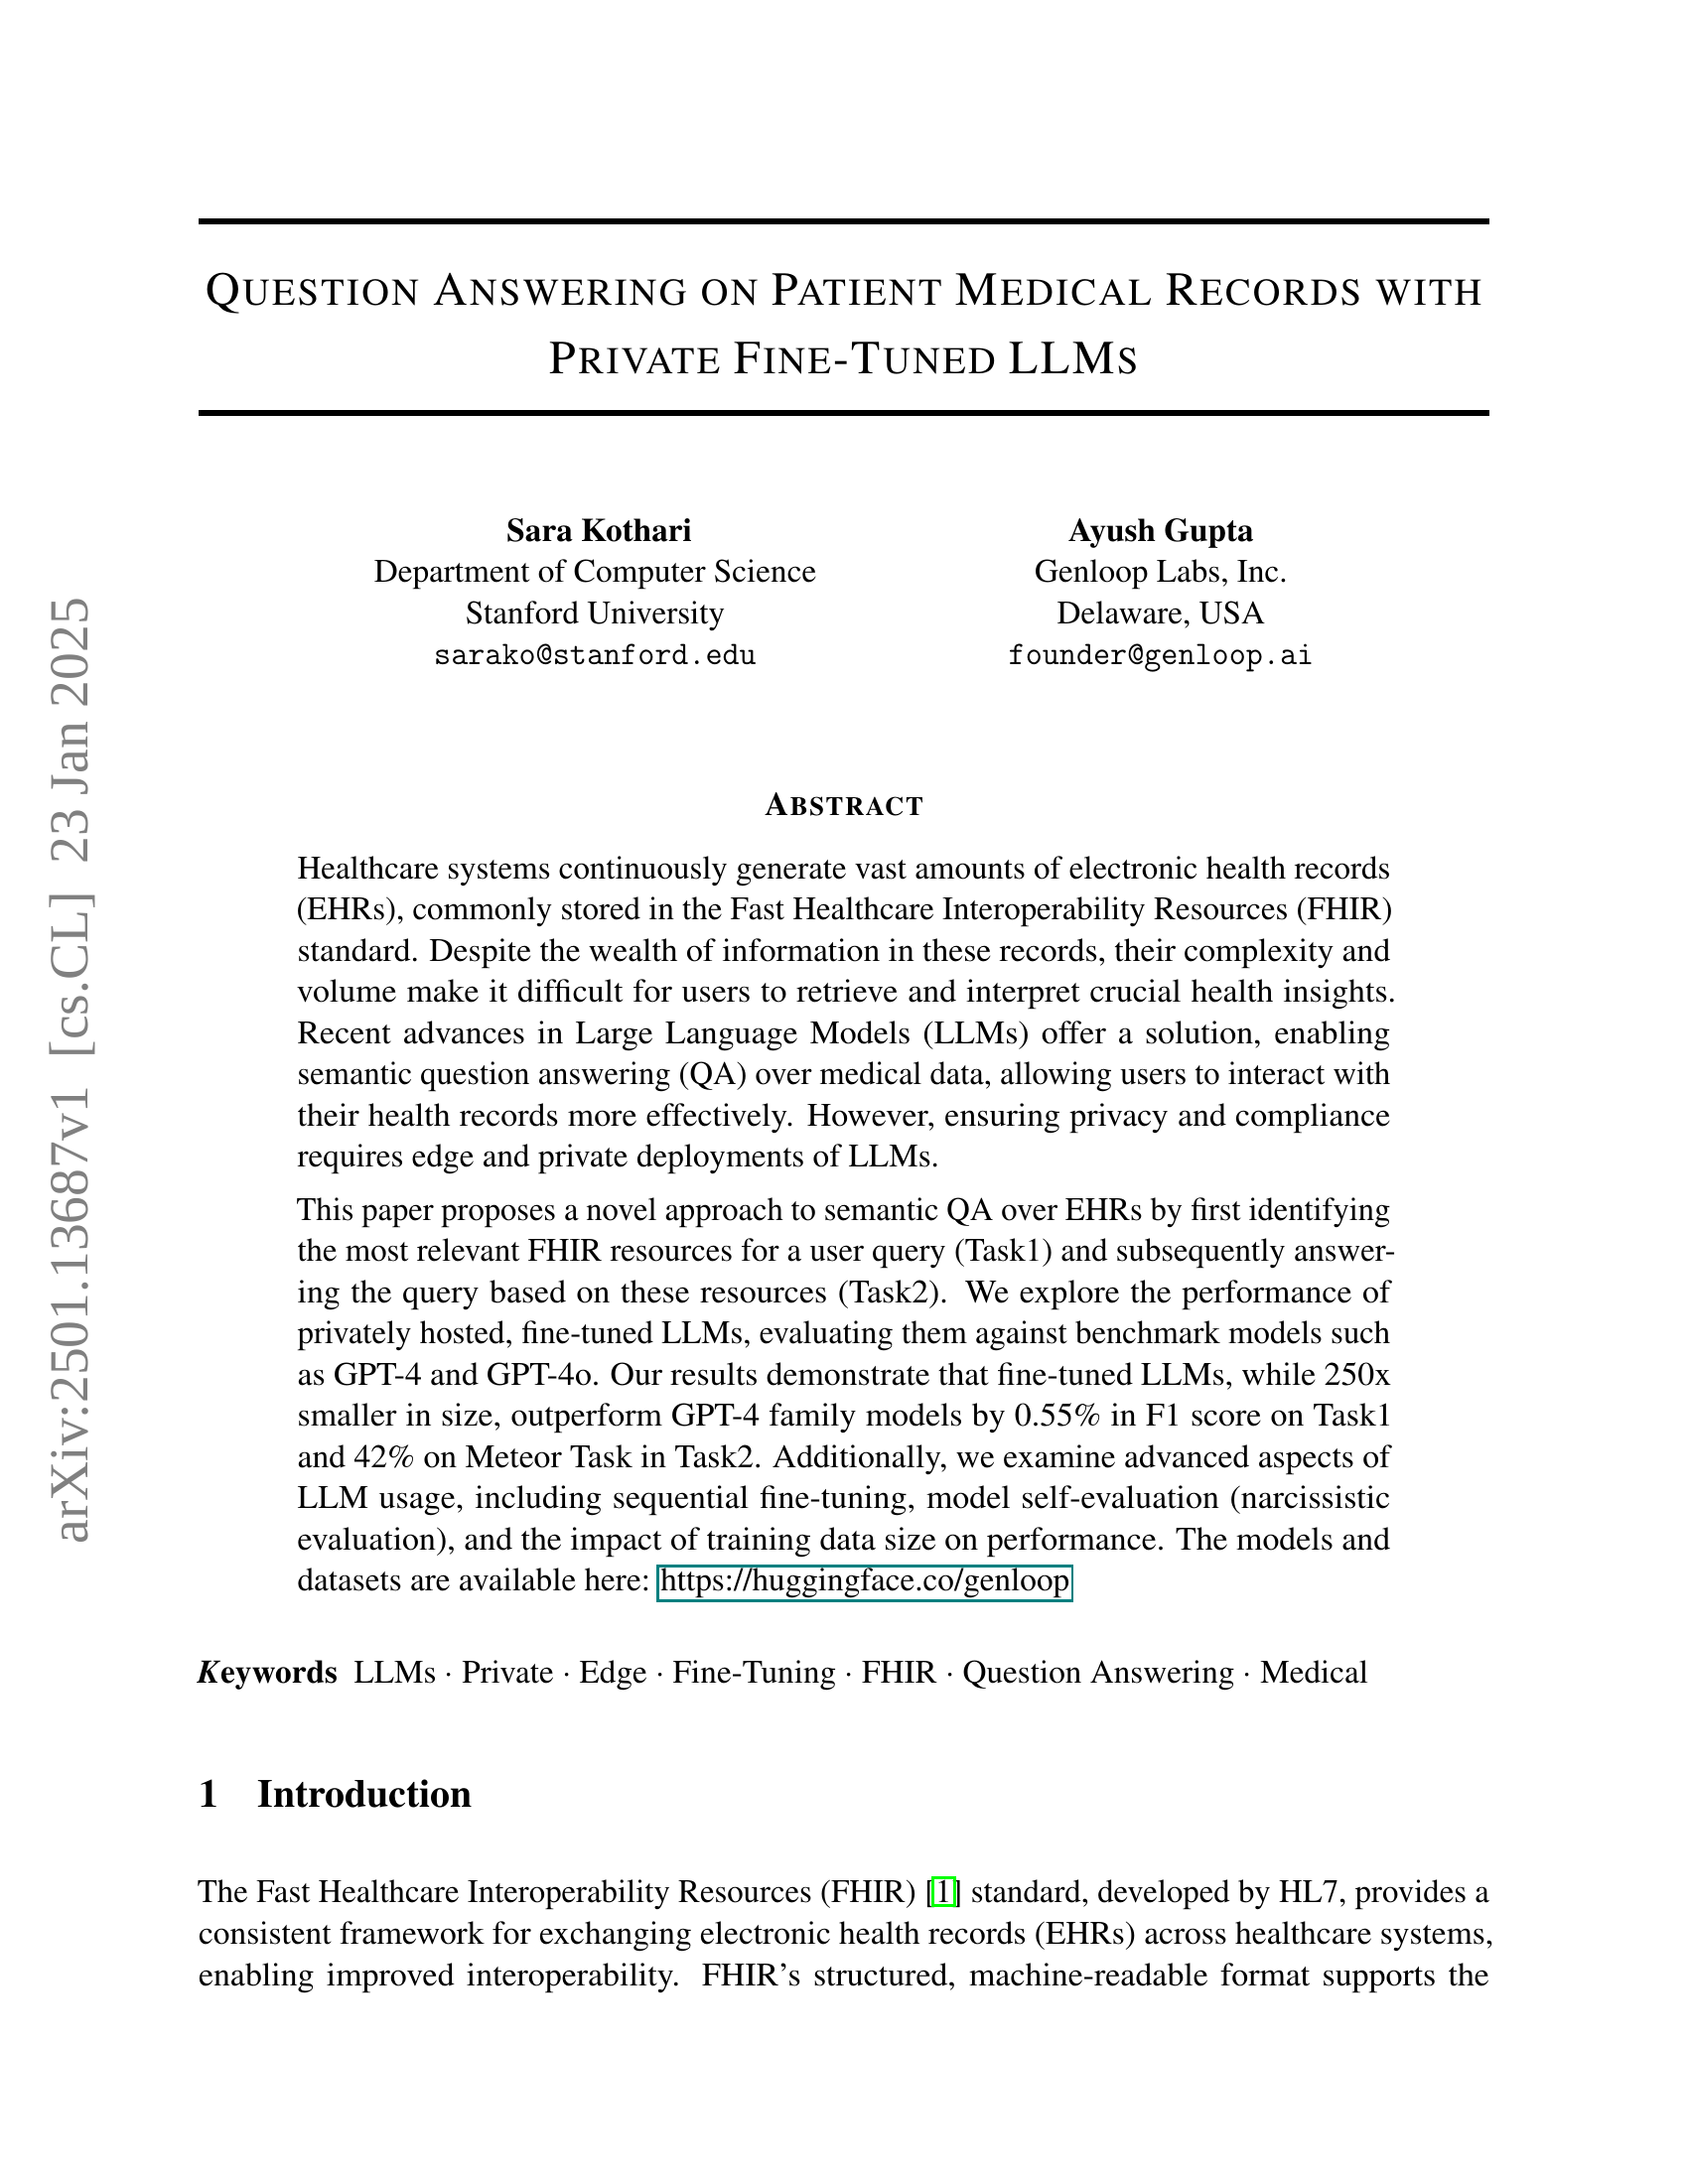 QUESTION ANSWERING ON PATIENT MEDICAL RECORDS WITH
PRIVATE FINE-TUNED LLMS
Sara Kothari
Department of Computer Science
Stanford University
sarako@stanford.edu
Ayush Gupta
Genloop Labs, Inc.
Delaware, USA
founder@genloop.ai
arXiv:2501.13687v1 [cs.CL] 23 Jan 2025
ABSTRACT
Healthcare systems continuously generate vast amounts of electronic health records
(EHRs), commonly stored in the Fast Healthcare Interoperability Resources (FHIR)
standard. Despite the wealth of information in these records, their complexity and
volume make it difficult for users to retrieve and interpret crucial health insights.
Recent advances in Large Language Models (LLMs) offer a solution, enabling
semantic question answering (QA) over medical data, allowing users to interact with
their health records more effectively. However, ensuring privacy and compliance
requires edge and private deployments of LLMs.
This paper proposes a novel approach to semantic QA over EHRs by first identifying
the most relevant FHIR resources for a user query (Task1) and subsequently answer-
ing the query based on these resources (Task2). We explore the performance of
privately hosted, fine-tuned LLMs, evaluating them against benchmark models such
as GPT-4 and GPT-4o. Our results demonstrate that fine-tuned LLMs, while 250x
smaller in size, outperform GPT-4 family models by 0.55% in F1 score on Task1
and 42% on Meteor Task in Task2. Additionally, we examine advanced aspects of
LLM usage, including sequential fine-tuning, model self-evaluation (narcissistic
evaluation), and the impact of training data size on performance. The models and
datasets are available here: https://huggingface.co/genloop
Keywords LLMs · Private · Edge · Fine-Tuning · FHIR · Question Answering · Medical
1 Introduction
The Fast Healthcare Interoperability Resources (FHIR) [1] standard, developed by HL7, provides a
consistent framework for exchanging electronic health records (EHRs) across healthcare systems,
enabling improved interoperability. FHIR's structured, machine-readable format supports the